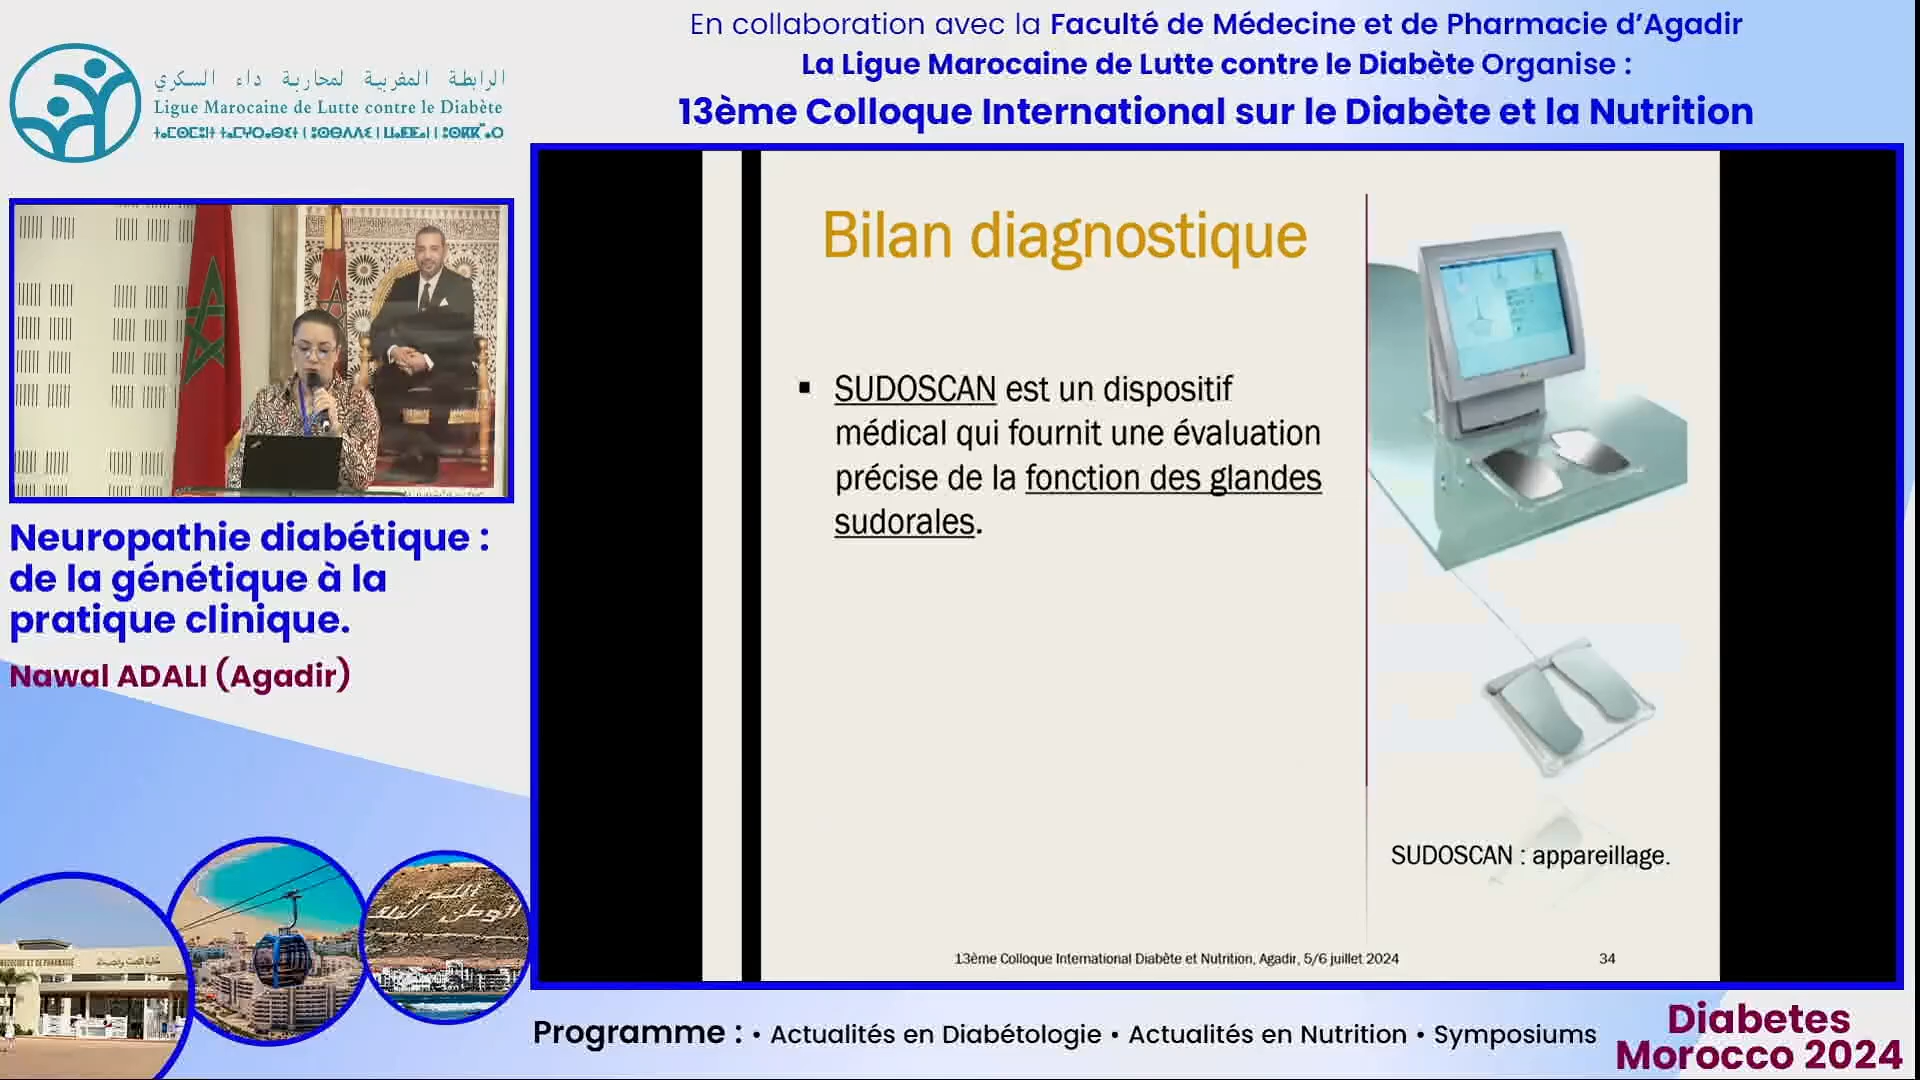 En collaboration avec la Faculté de Médecine et de Pharmacie d’Agadir
La Ligue Marocaine de Lutte contre le Diabète Organise :
13ème Colloque International sur le Diabète et la Nutrition
الرابطة المغربية لمحاربة داء السكري
Ligue Marocaine de Lutte contre le Diabète
Neuropathie diabétique :
de la génétique à la
pratique clinique.
Nawal ADALI (Agadir)
Bilan diagnostique
▪ SUDOSCAN est un dispositif
médical qui fournit une évaluation
précise de la fonction des glandes
sudorales.
SUDOSCAN : appareillage.
13ème Colloque International Diabète et Nutrition, Agadir, 5/6 juillet 2024
34
الله
الوطن الملك
Programme : • Actualités en Diabétologie • Actualités en Nutrition • Symposiums
Diabetes
Morocco 2024